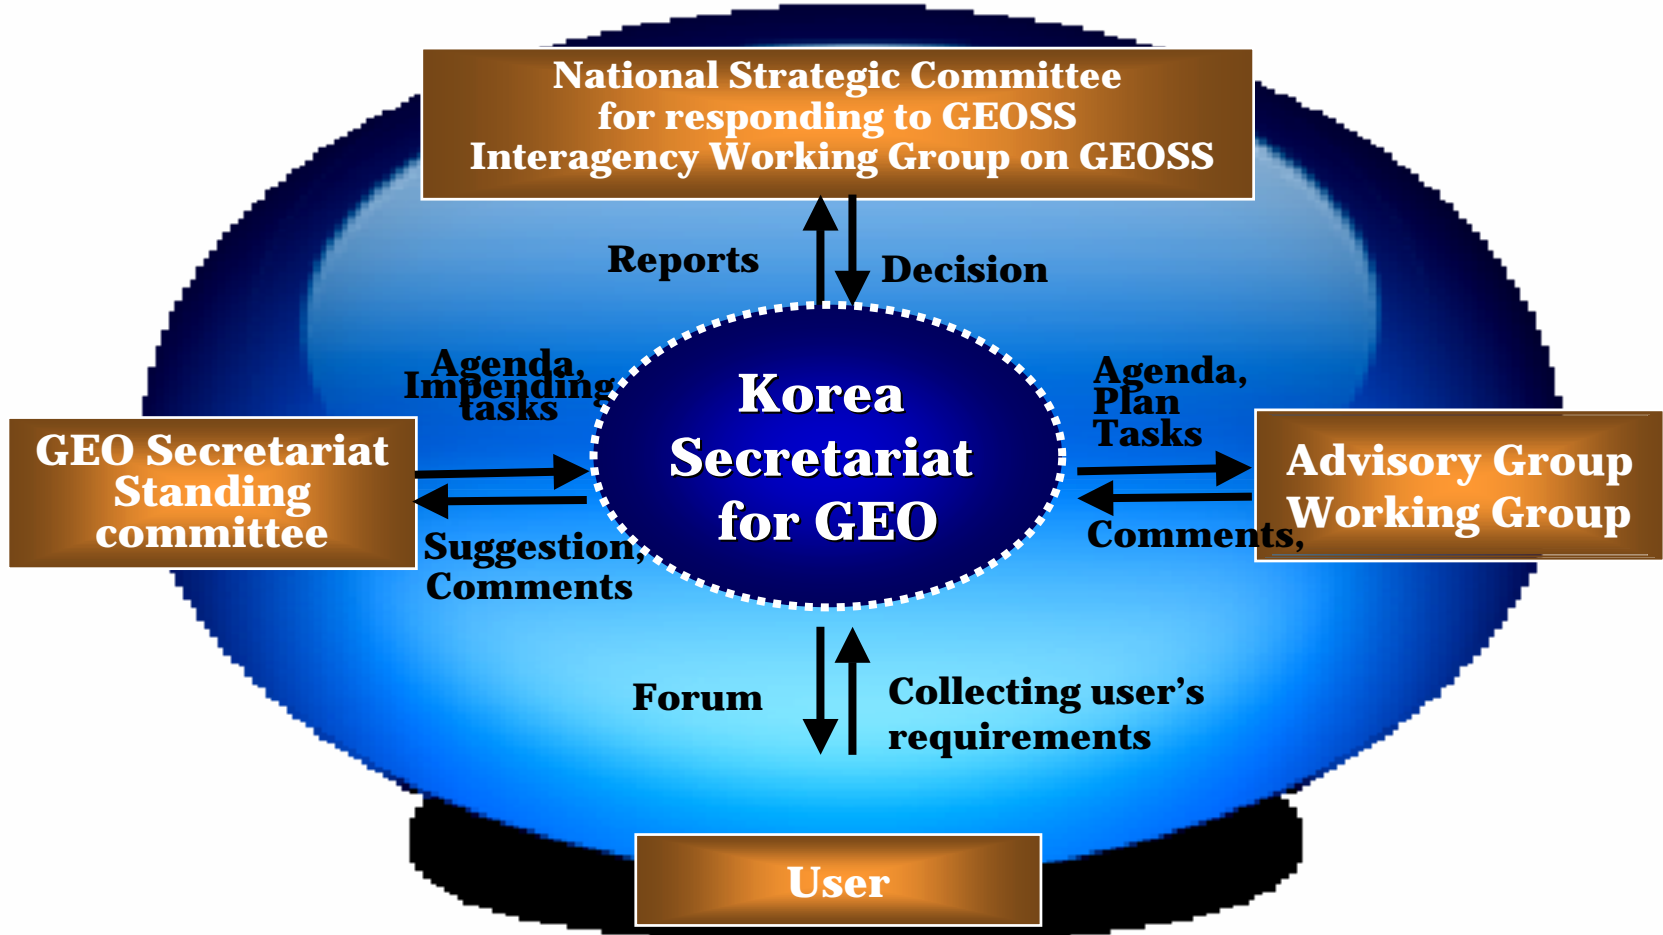 National Strategic Committee
for responding to GEOSS
Interagency Working Group on GEOSS
Reports
Decision
Agenda,
Impending
tasks
Korea
Secretariat
for GEO
Agenda,
Plan
Tasks
GEO Secretariat
Standing
committee
Advisory Group
Working Group
Suggestion,
Comments
Comments,
Forum
Collecting user’s
requirements
User